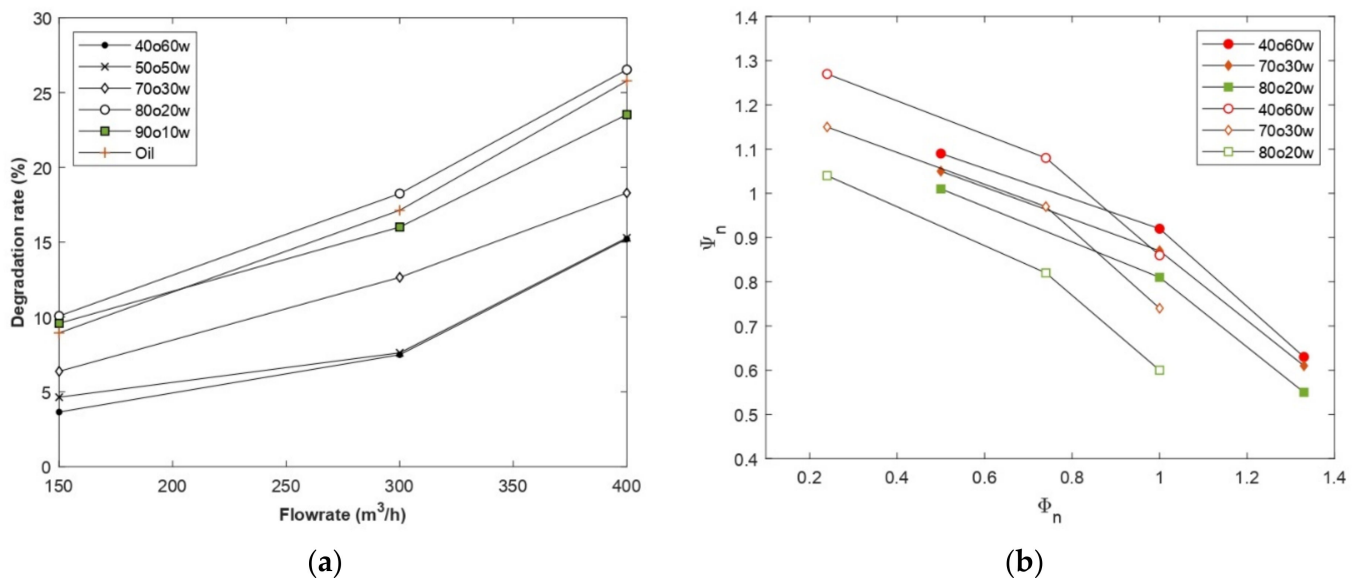 30
25
20
15
10
5
0
Degradation rate (%)
40o60w
50o50w
70o30w
80o20w
90o10w
Oil
150 200 250 300 350 400
Flowrate (m³/h)
(a)
1.4
1.3
1.2
1.1
1
0.9
0.8
0.7
0.6
0.5
0.4
Ψn
40o60w
70o30w
80o20w
40o60w
70o30w
80o20w
0.2 0.4 0.6 0.8 1 1.2 1.4
Φn
(b)